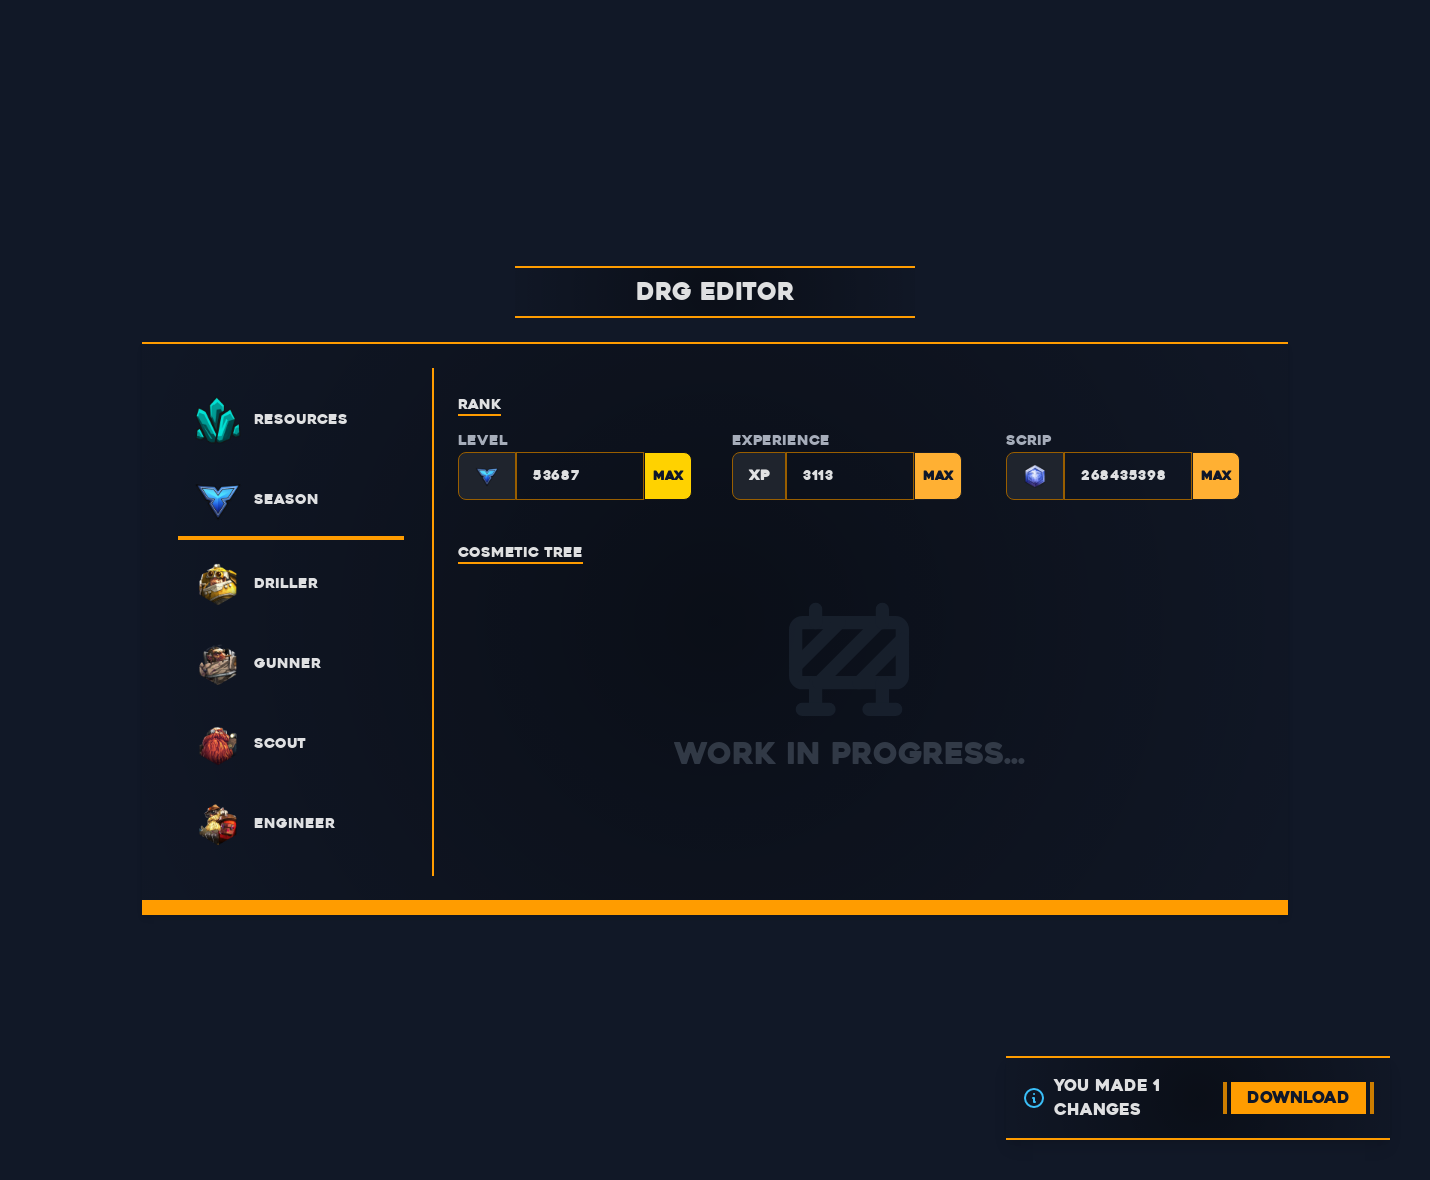 DRG EDITOR
RESOURCES
SEASON
DRILLER
GUNNER
SCOUT
ENGINEER
RANK
LEVEL
53687
MAX
EXPERIENCE
XP
3113
MAX
SCRIP
268435398
MAX
COSMETIC TREE
WORK IN PROGRESS...
YOU MADE 1
CHANGES
DOWNLOAD